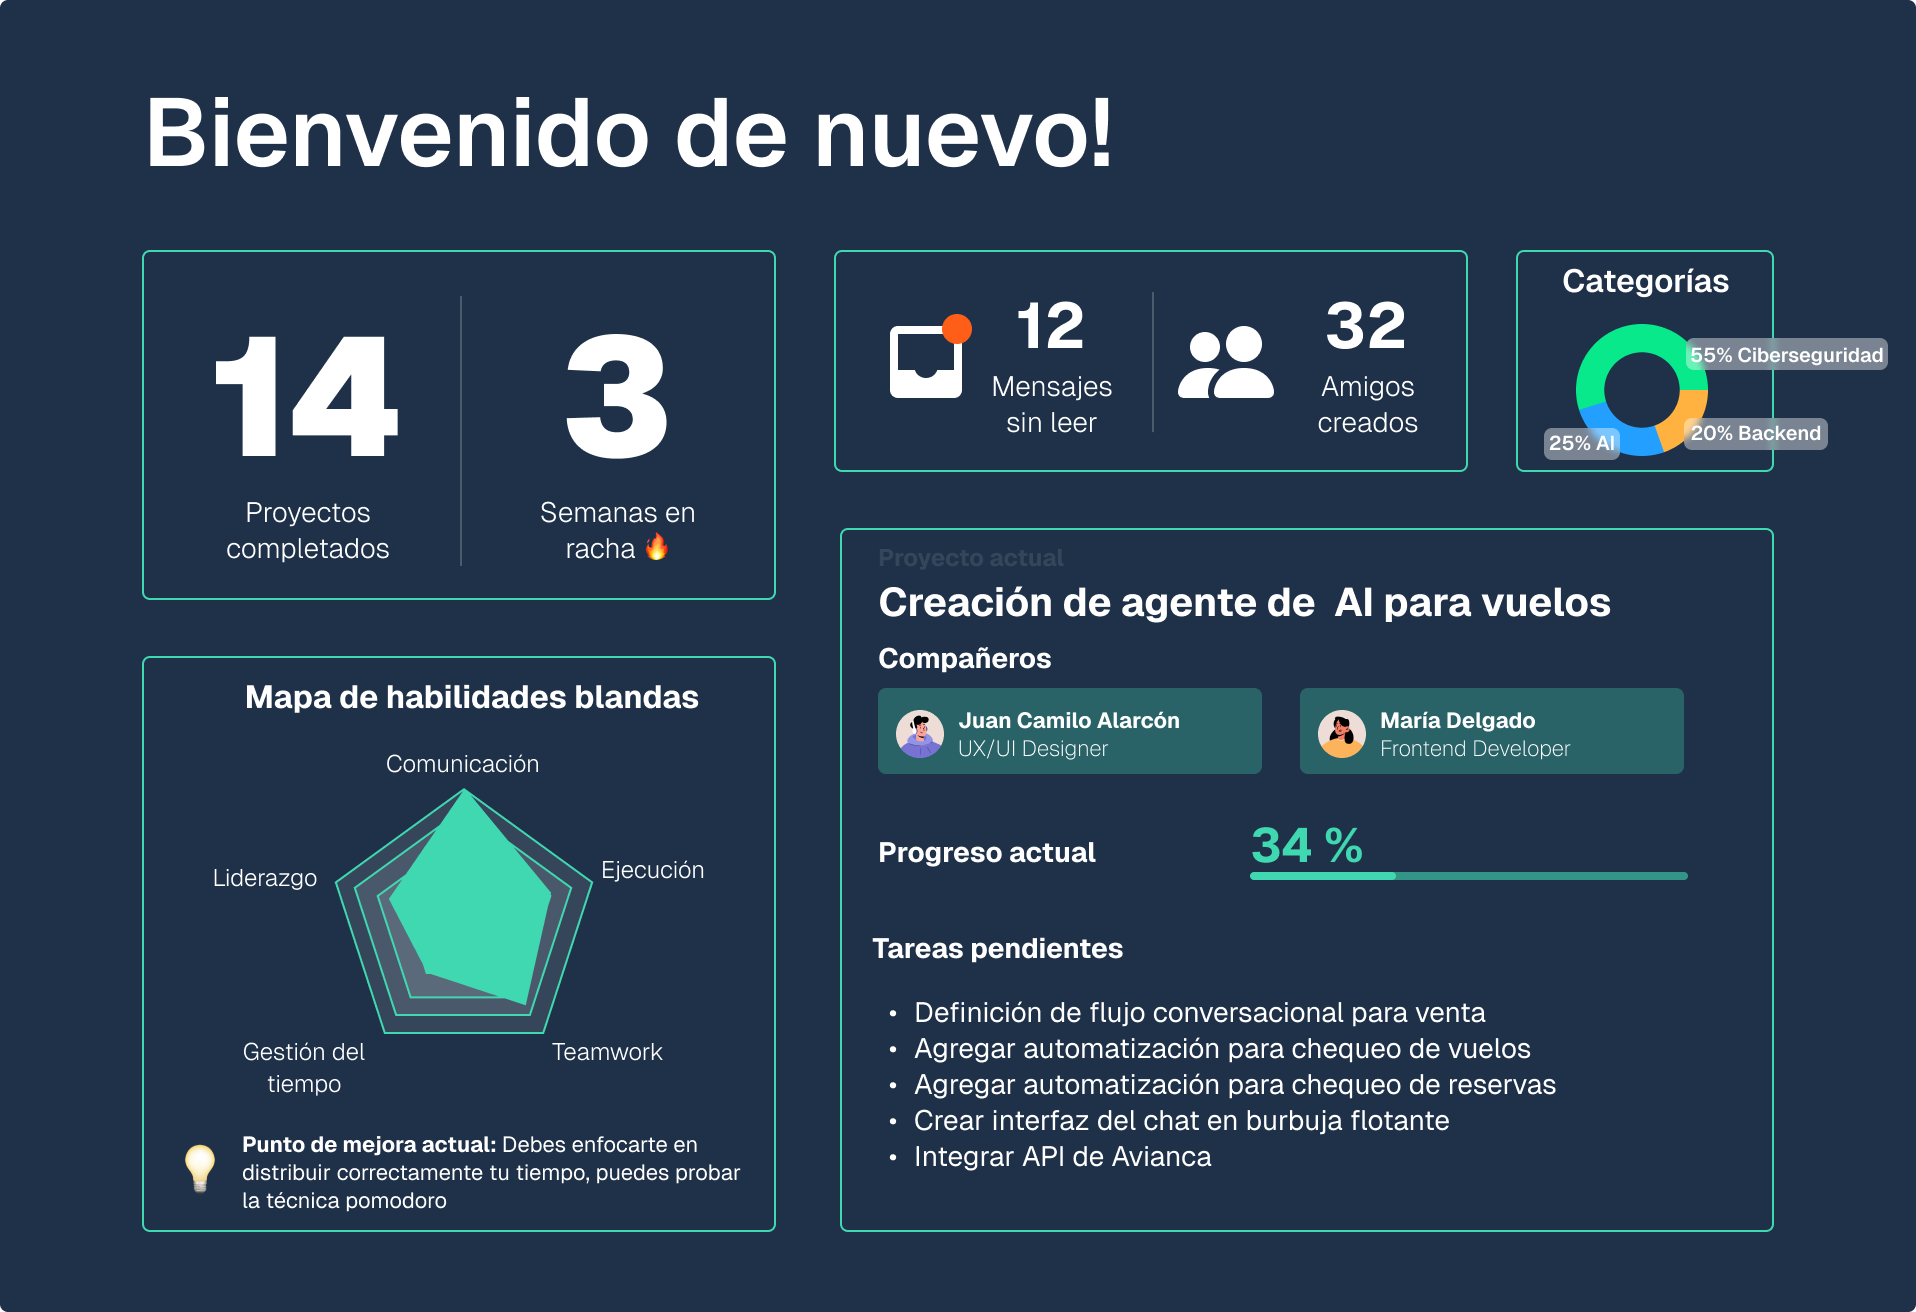 Bienvenido de nuevo!
14
Proyectos
completados
3
Semanas en
racha 🔥
12
Mensajes
sin leer
32
Amigos
creados
Categorías
55% Ciberseguridad
20% Backend
25% AI
Mapa de habilidades blandas
Comunicación
Liderazgo
Ejecución
Gestión del
tiempo
Teamwork
Punto de mejora actual: Debes enfocarte en
distribuir correctamente tu tiempo, puedes probar
la técnica pomodoro
Proyecto actual
Creación de agente de  AI para vuelos
Compañeros
Juan Camilo Alarcón
UX/UI Designer
María Delgado
Frontend Developer
Progreso actual
34 %
Tareas pendientes
• Definición de flujo conversacional para venta
• Agregar automatización para chequeo de vuelos
• Agregar automatización para chequeo de reservas
• Crear interfaz del chat en burbuja flotante
• Integrar API de Avianca